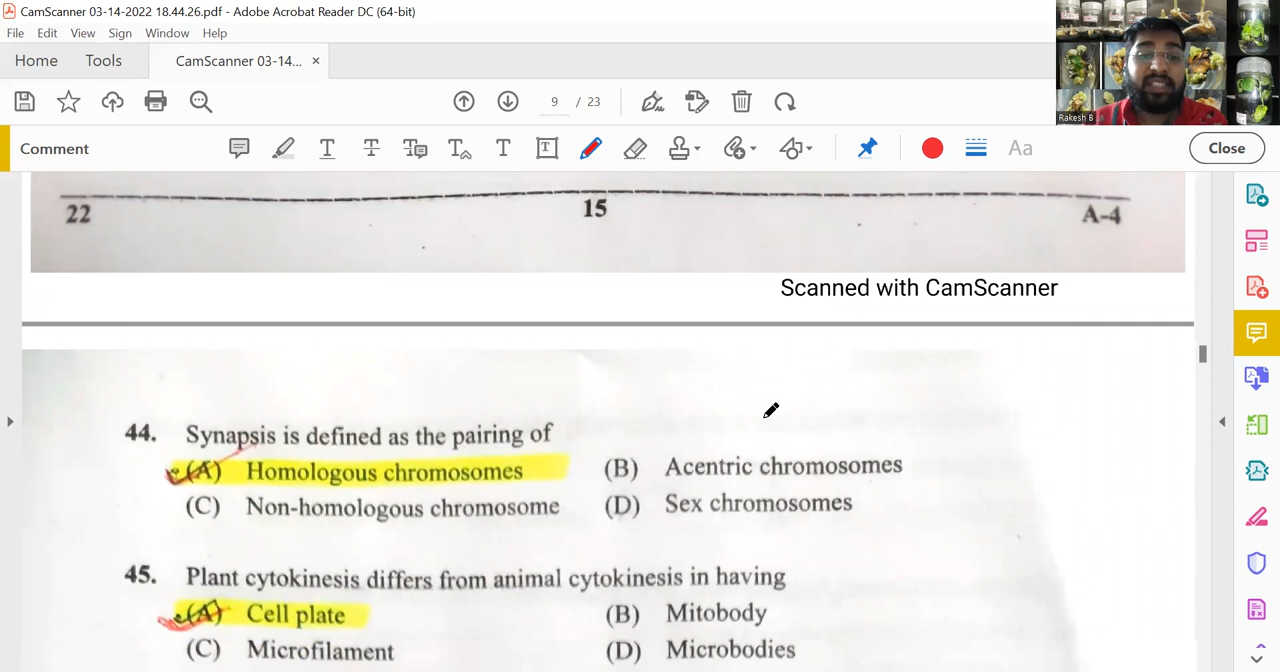 CamScanner 03-14-2022 18.44.26.pdf - Adobe Acrobat Reader DC (64-bit)
File Edit View Sign Window Help
Home Tools CamScanner 03-14... ×
9 / 23
Rakesh B
Comment
Aa
Close
22 15 A-4
Scanned with CamScanner
44. Synapsis is defined as the pairing of
(A) Homologous chromosomes (B) Acentric chromosomes
(C) Non-homologous chromosome (D) Sex chromosomes
45. Plant cytokinesis differs from animal cytokinesis in having
(A) Cell plate (B) Mitobody
(C) Microfilament (D) Microbodies